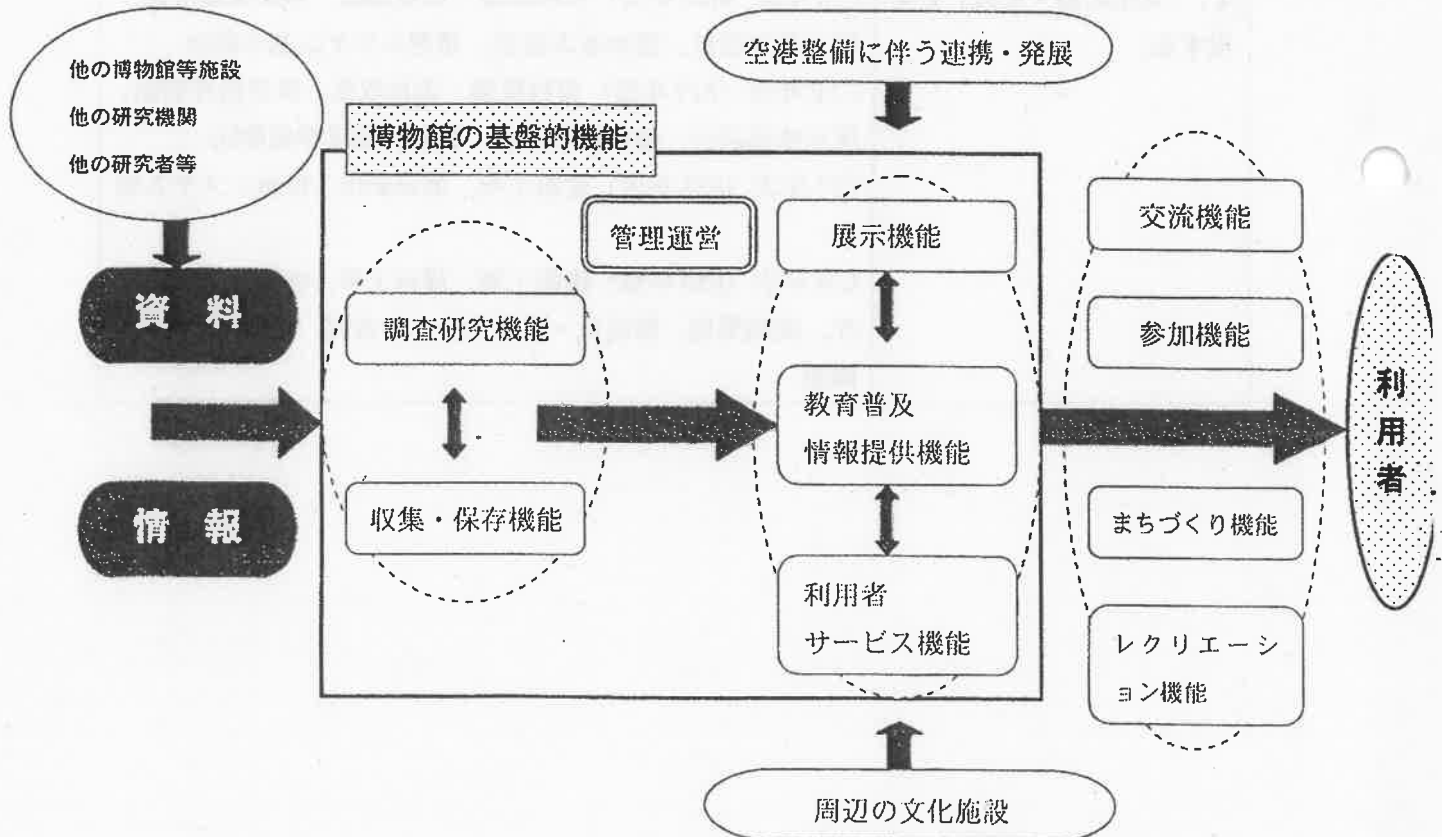 他の博物館等施設
他の研究機関
他の研究者等
空港整備に伴う連携・発展
博物館の基盤的機能
管理運営
展示機能
交流機能
資料
調査研究機能
参加機能
教育普及
情報提供機能
利用者
情報
収集・保存機能
まちづくり機能
利用者
サービス機能
レクリエーシ
ョン機能
周辺の文化施設